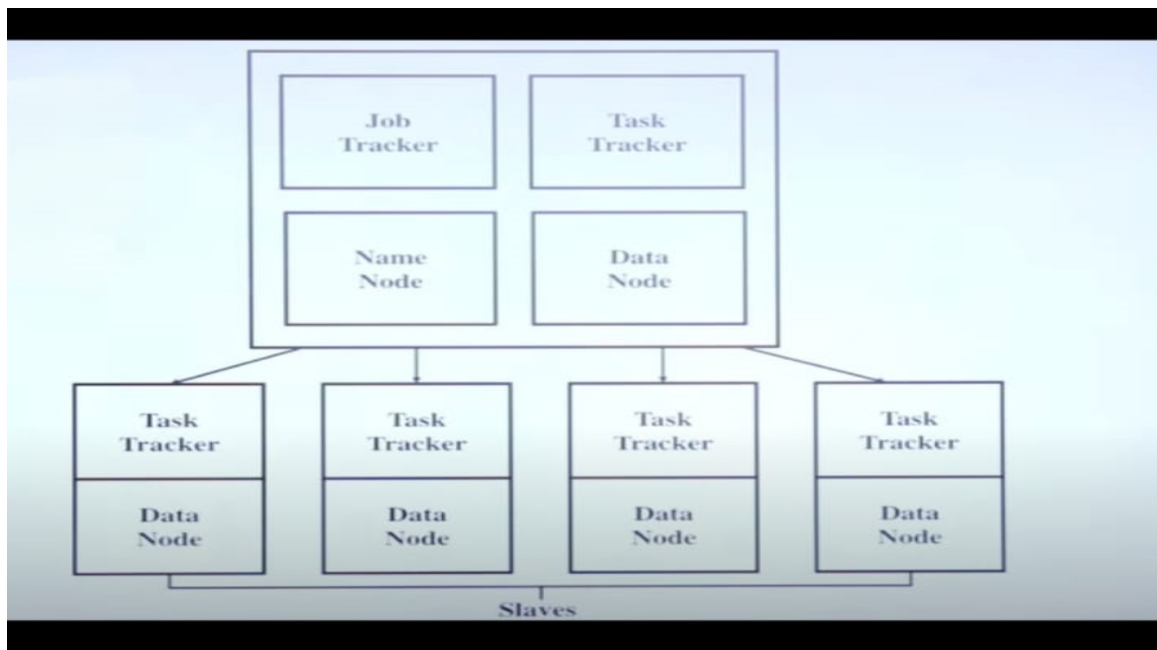 Job
Tracker
Task
Tracker
Name
Node
Data
Node
Task
Tracker
Task
Tracker
Task
Tracker
Task
Tracker
Data
Node
Data
Node
Data
Node
Data
Node
Slaves